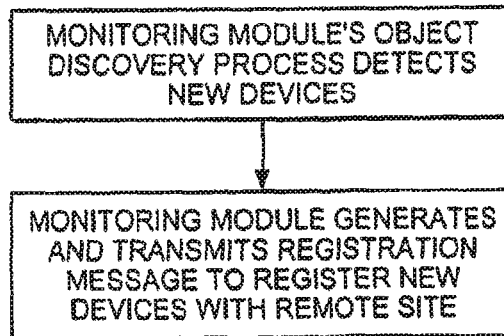 MONITORING MODULE'S OBJECT
DISCOVERY PROCESS DETECTS
NEW DEVICES
MONITORING MODULE GENERATES
AND TRANSMITS REGISTRATION
MESSAGE TO REGISTER NEW
DEVICES WITH REMOTE SITE